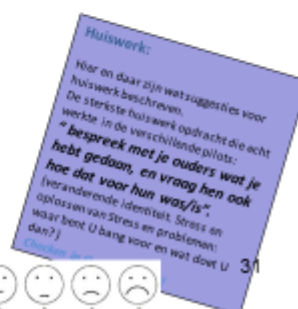 Huiswerk:
Hier en daar zijn wat suggesties voor
huiswerk beschreven.
De sterkste huiswerk opdracht die echt
werkte in de verschillende pilots:
"bespreek met je ouders wat je
hebt gedaan, en vraag hen ook
hoe dat voor hun was/is".
(veranderende identiteit, Stress en
oplossen van Stress en problemen:
waar bent U bang voor en wat doet U
dan?)
31